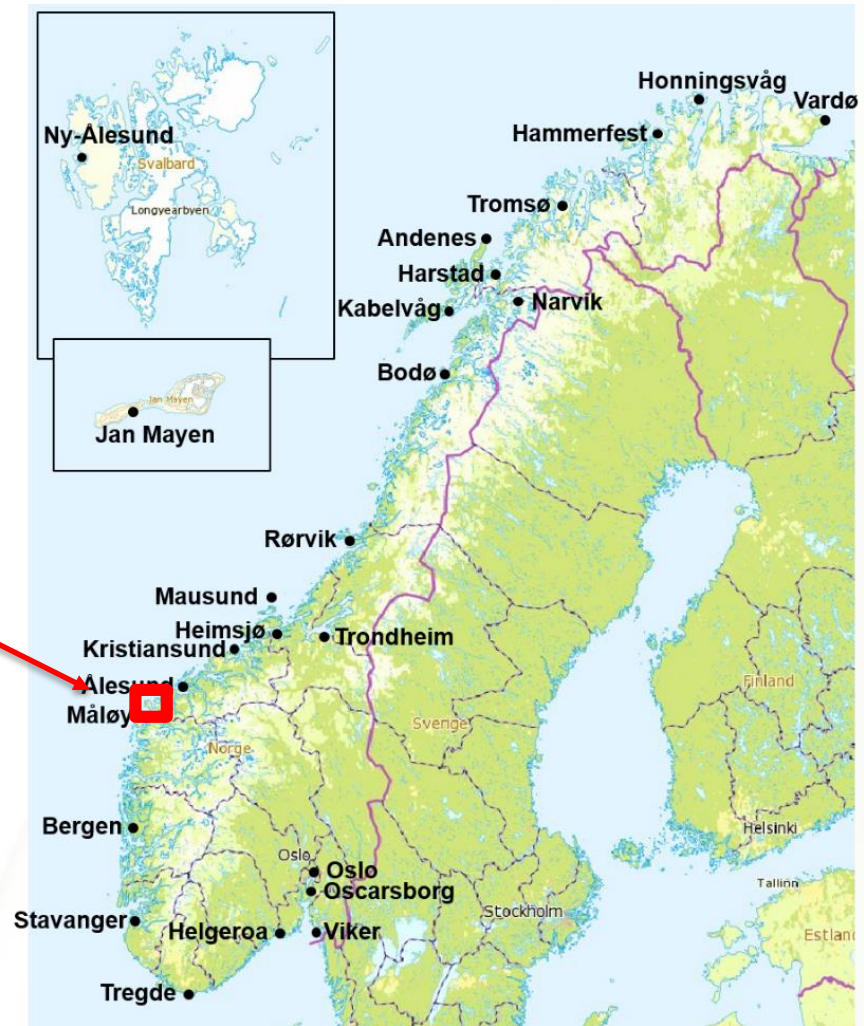 Honningsvåg
Vardø
Ny-Ålesund
Hammerfest
Svalbard
Tromsø
Longyearbyen
Andenes
Harstad
Kabelvåg
Narvik
Bodø
Jan Mayen
Jan Mayen
Rørvik
Mausund
Heimsjø
Trondheim
Kristiansund
Ålesund
Finland
Måløy
Sverige
Norge
Bergen
Helsinki
Oslo
Oslo
Tallinn
Oscarsborg
Stockholm
Stavanger
Helgeroa
Viker
Estland
Tregde